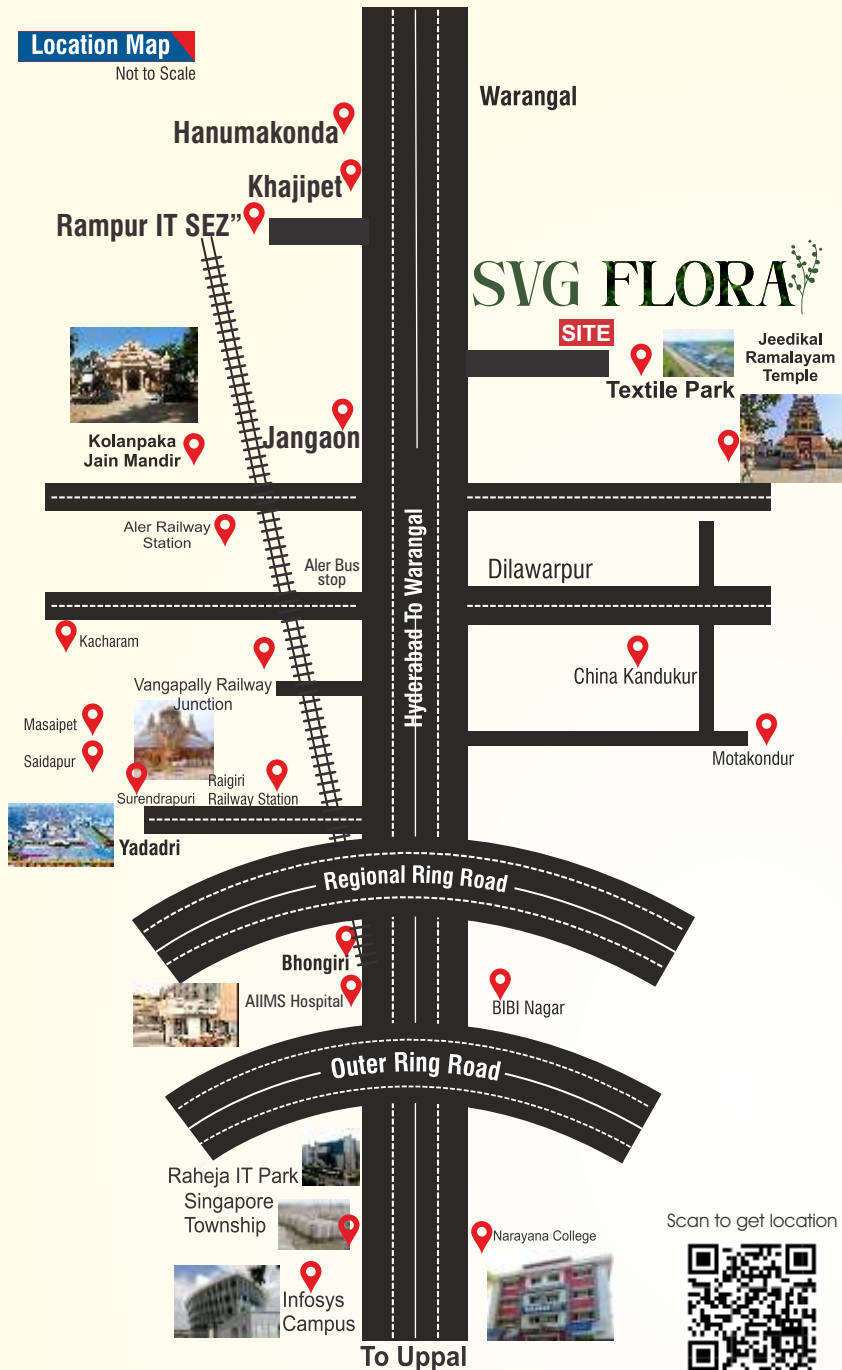 Location Map
Not to Scale
Warangal
Hanumakonda
Khajipet
Rampur IT SEZ”
SVG FLORA
SITE
Textile Park
Jeedikal
Ramalayam
Temple
Kolanpaka
Jain Mandir
Jangaon
Aler Railway
Station
Aler Bus
stop
Hyderabad To Warangal
Dilawarpur
Kacharam
China Kandukur
Vangapally Railway
Junction
Masaipet
Saidapur
Surendrapuri
Raigiri
Railway Station
Motakondur
Yadadri
Regional Ring Road
Bhongiri
AIIMS Hospital
BIBI Nagar
Outer Ring Road
Raheja IT Park
Singapore
Township
Narayana College
Infosys
Campus
Scan to get location
To Uppal